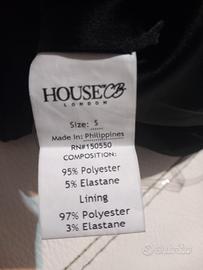 HOUSE CB
LONDON
Size: S
Made in: Philippines
RN#150550
COMPOSITION:
95% Polyester
5% Elastane
Lining
97% Polyester
3% Elastane
subito